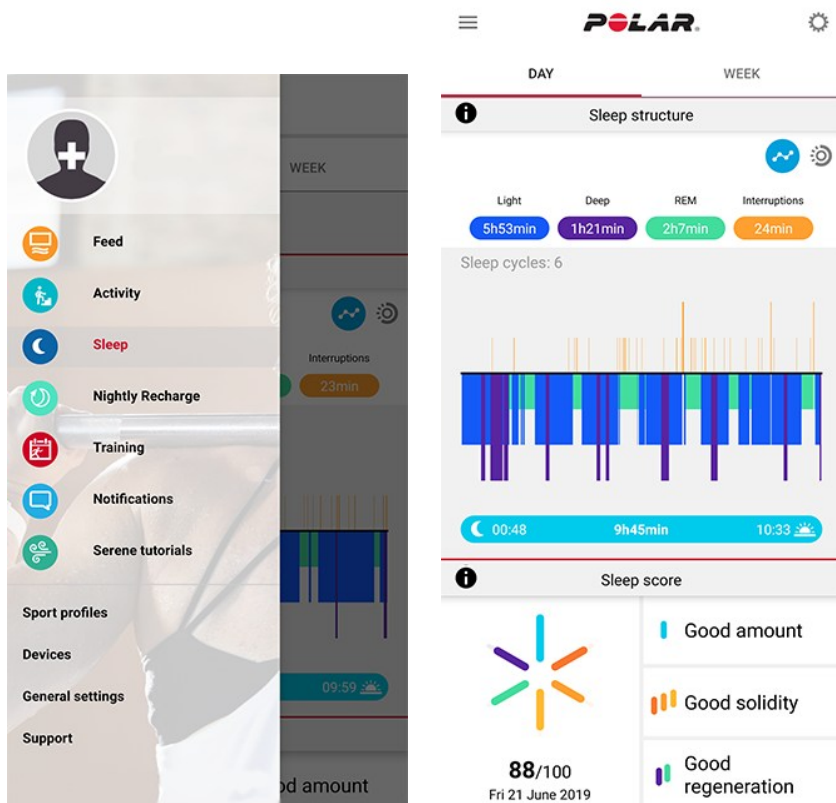 WEEK
Feed
Activity
Sleep
Interruptions
23min
Nightly Recharge
Training
Notifications
Serene tutorials
Sport profiles
Devices
General settings
09:59
Support
od amount
POLAR.
DAY WEEK
Sleep structure
Light Deep REM Interruptions
5h53min 1h21min 2h7min 24min
Sleep cycles: 6
00:48 9h45min 10:33
Sleep score
Good amount
Good solidity
88/100
Fri 21 June 2019
Good
regeneration